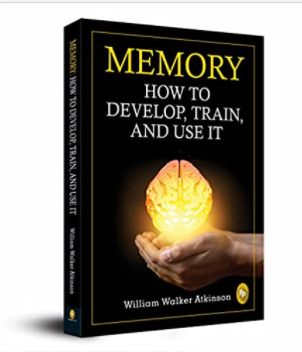 MEMORY
HOW TO
DEVELOP, TRAIN,
AND USE IT
William Walker Atkinson
MEMORY: HOW TO DEVELOP, TRAIN, AND USE IT
William Walker
Atkinson